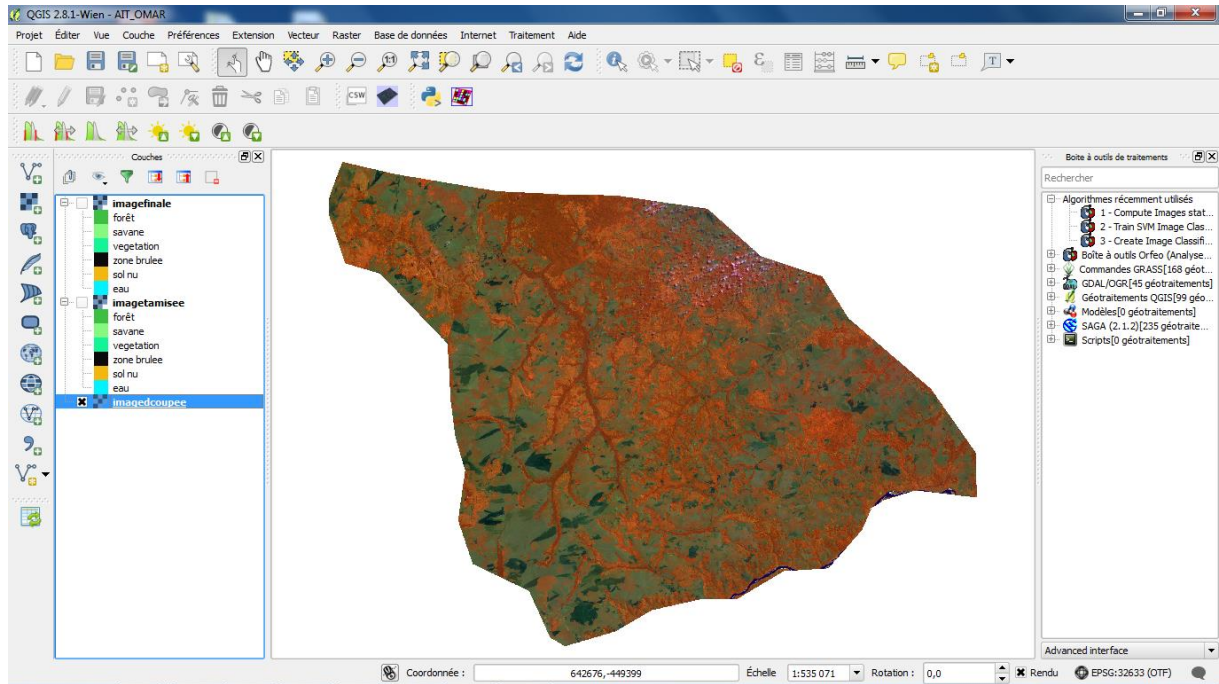 QGIS 2.8.1-Wien - AIT_OMAR
Projet Éditer Vue Couche Préférences Extension Vecteur Raster Base de données Internet Traitement Aide
CSW
Couches
imagefinale
forêt
savane
vegetation
zone brulee
sol nu
eau
imagetamisee
forêt
savane
vegetation
zone brulee
sol nu
eau
imagedcoupee
Boite à outils de traitements
Rechercher
Algorithmes récemment utilisés
1 - Compute Images stat...
2 - Train SVM Image Clas...
3 - Create Image Classifi...
Boîte à outils Orfeo (Analyse...
Commandes GRASS[168 géot...
GDAL/OGR[45 géotraitements]
Géotraitements QGIS[99 géo...
Modèles[0 géotraitements]
SAGA (2.1.2)[235 géotraite...
Scripts[0 géotraitements]
Advanced interface
Coordonnée : 642676,-449399 Échelle 1:535 071 Rotation : 0,0 Rendu EPSG:32633 (OTF)